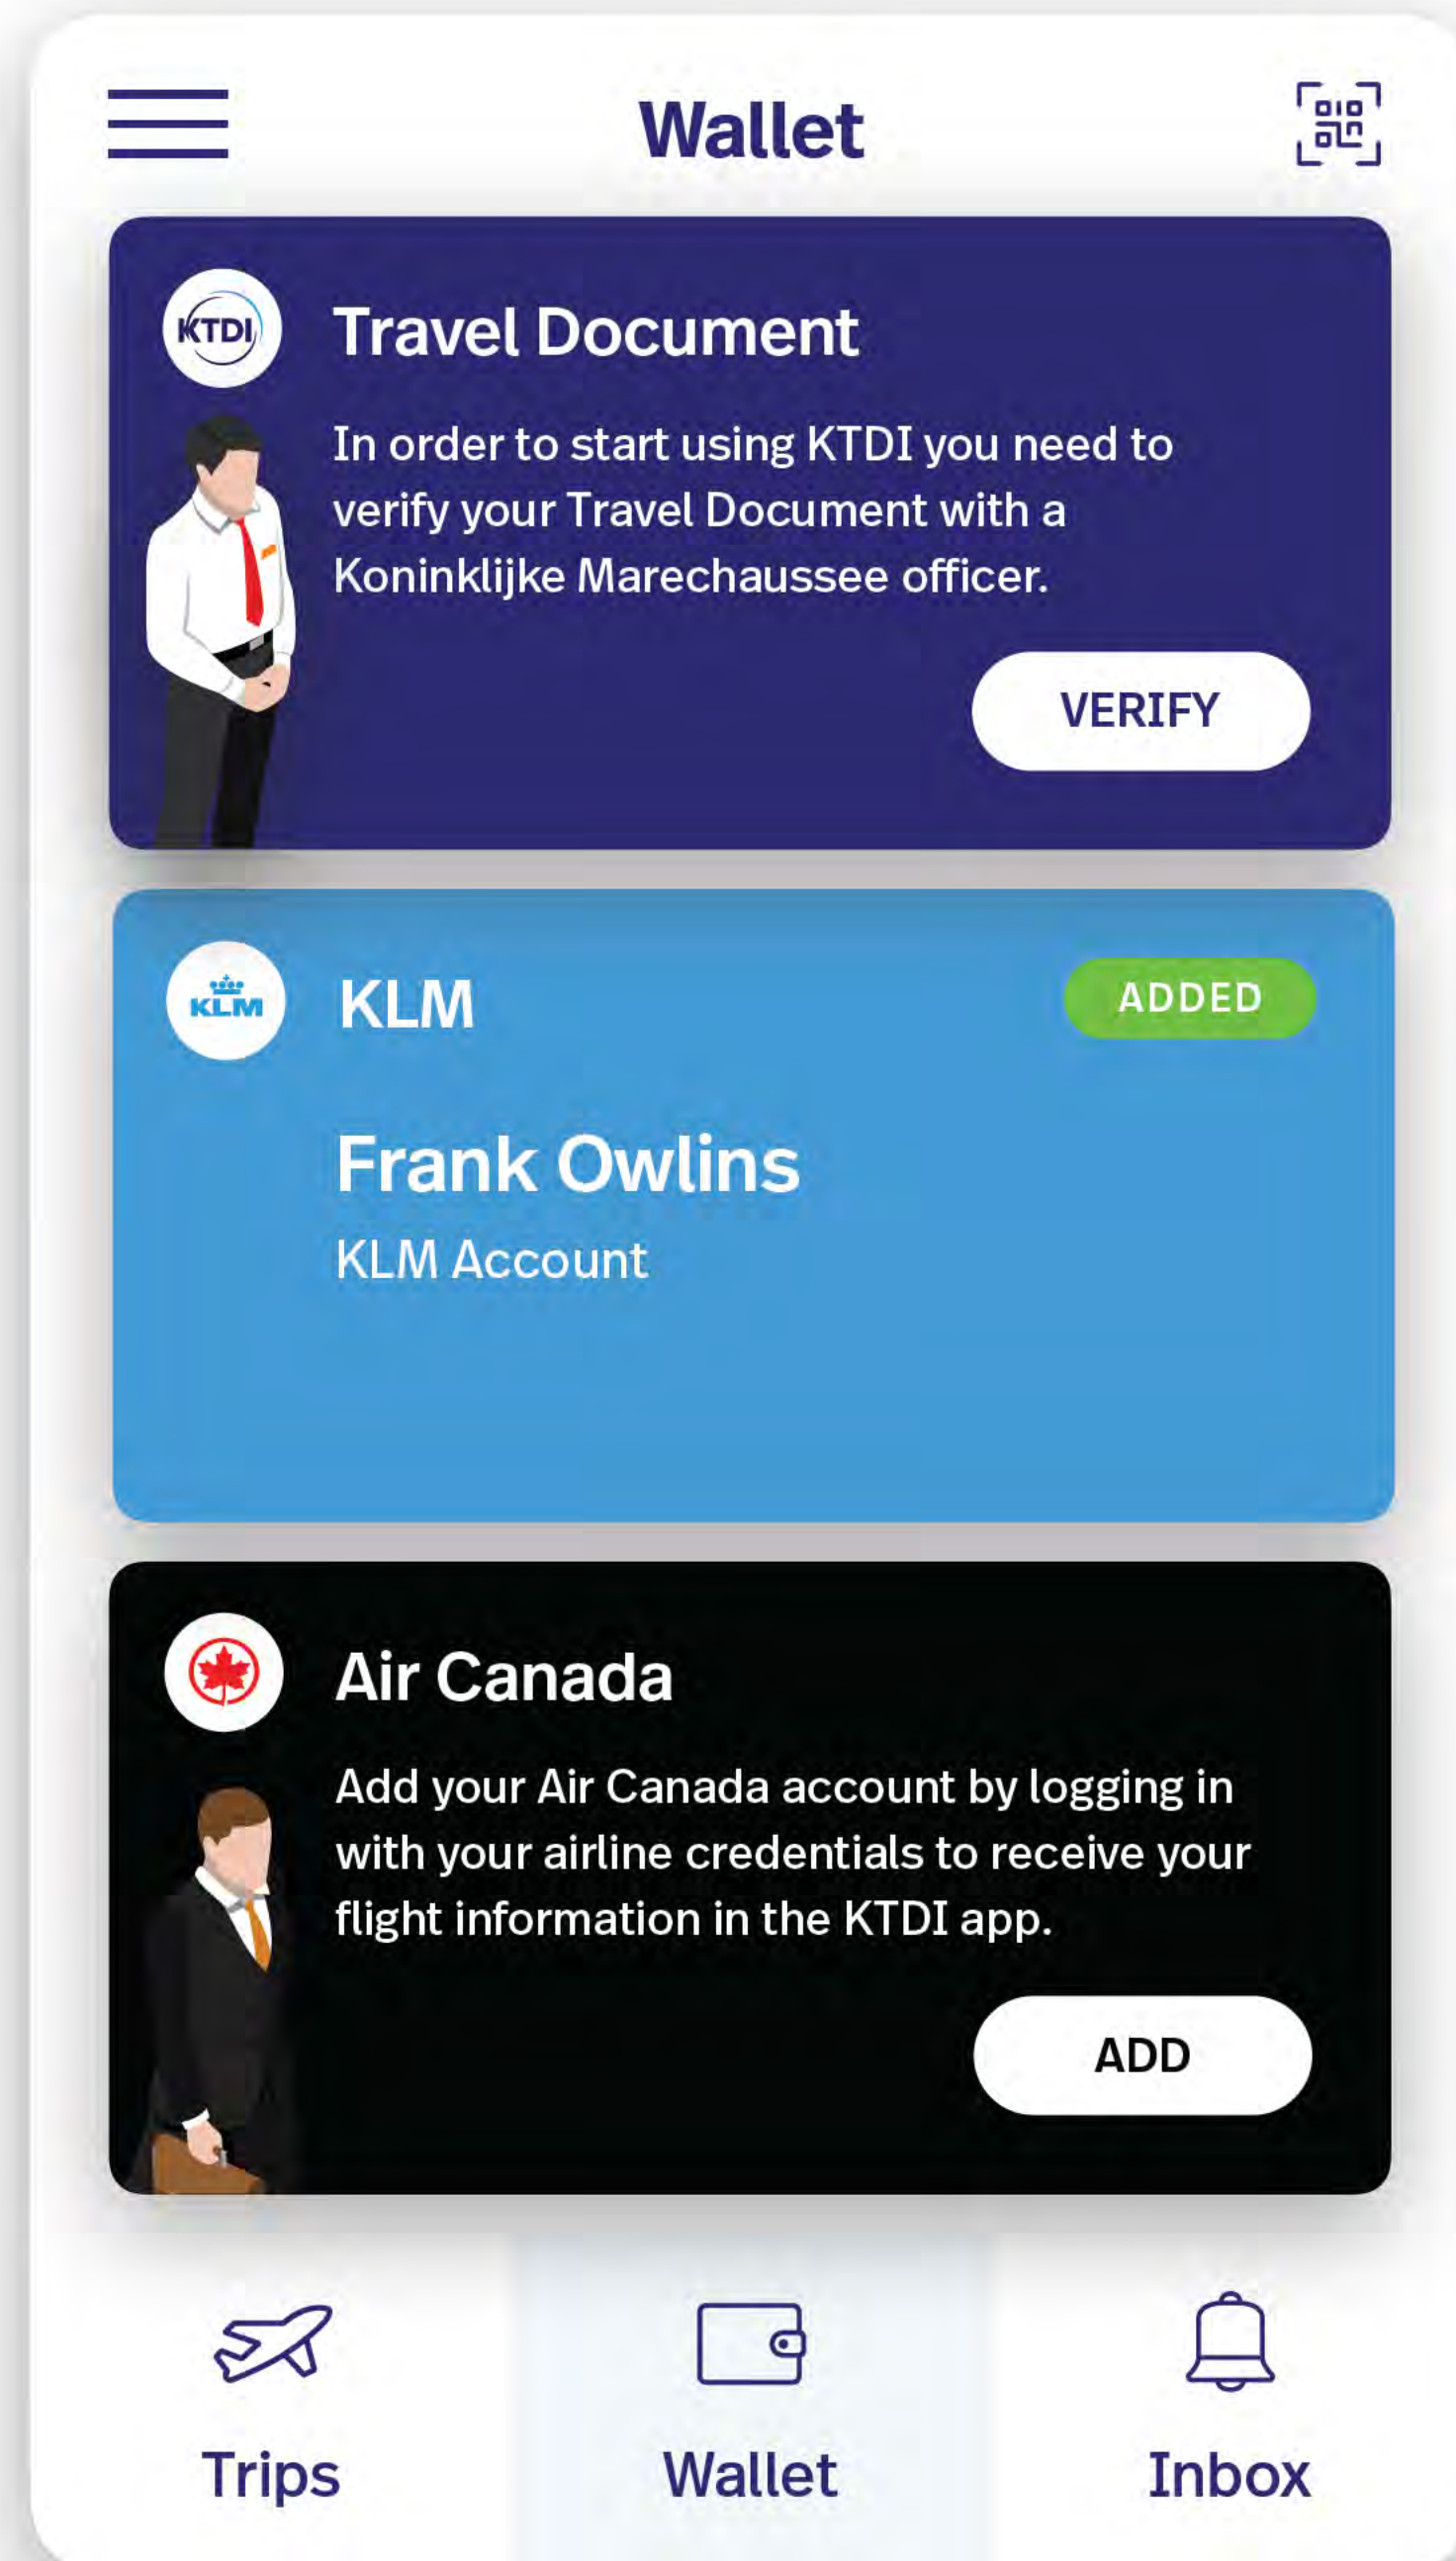 Wallet
KTDI
Travel Document
In order to start using KTDI you need to
verify your Travel Document with a
Koninklijke Marechaussee officer.
VERIFY
KLM
KLM
ADDED
Frank Owlins
KLM Account
Air Canada
Add your Air Canada account by logging in
with your airline credentials to receive your
flight information in the KTDI app.
ADD
Trips
Wallet
Inbox